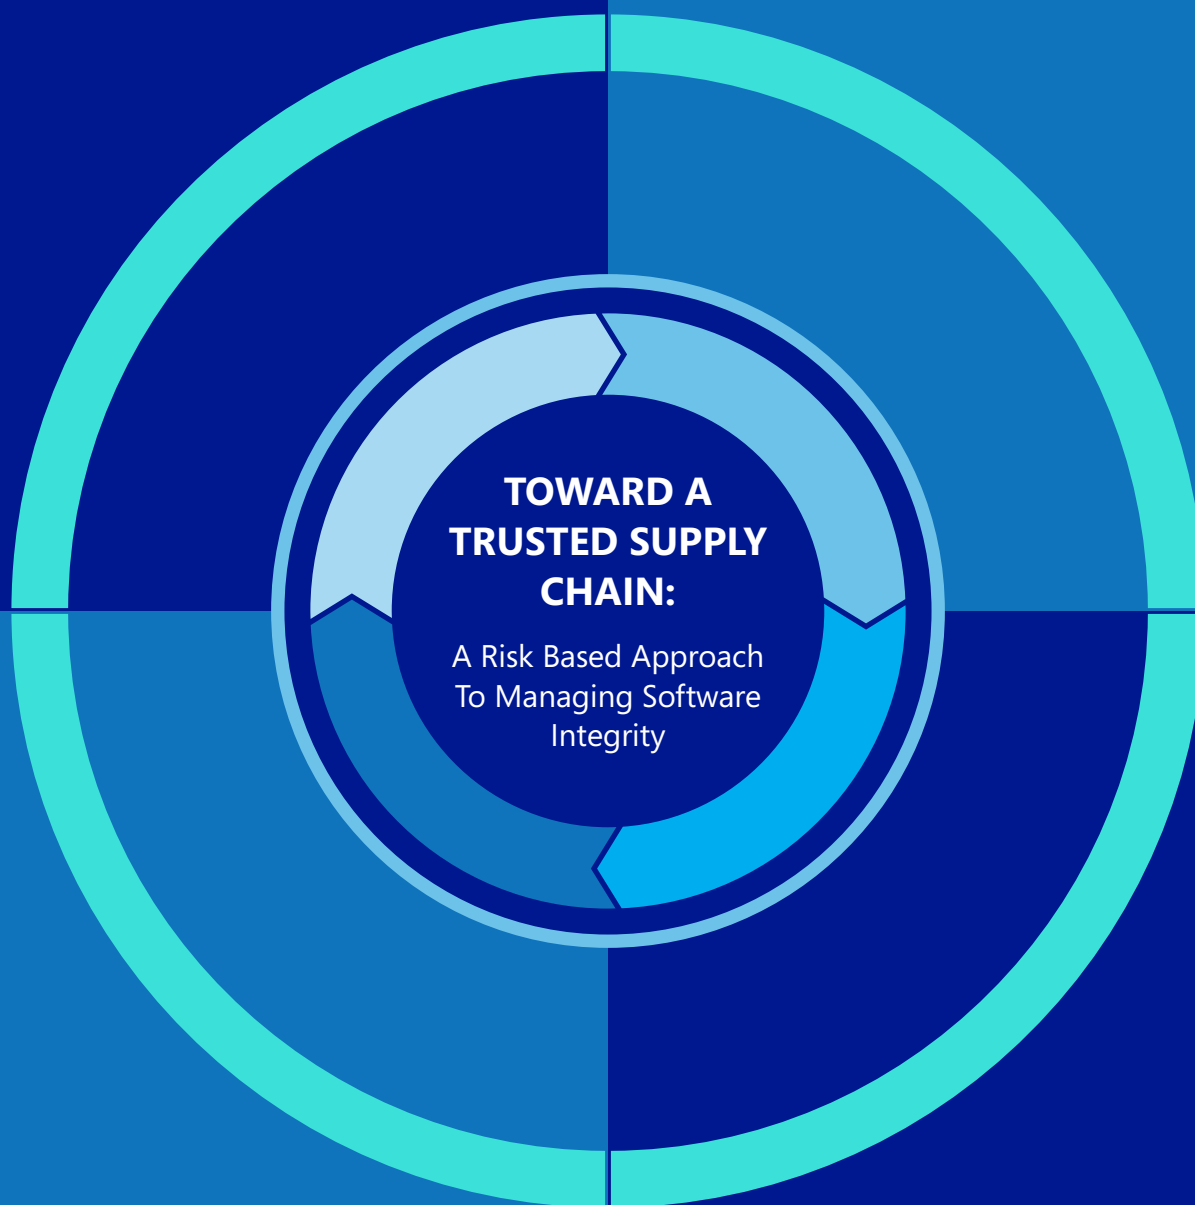 TOWARD A
TRUSTED SUPPLY
CHAIN:
A Risk Based Approach
To Managing Software
Integrity